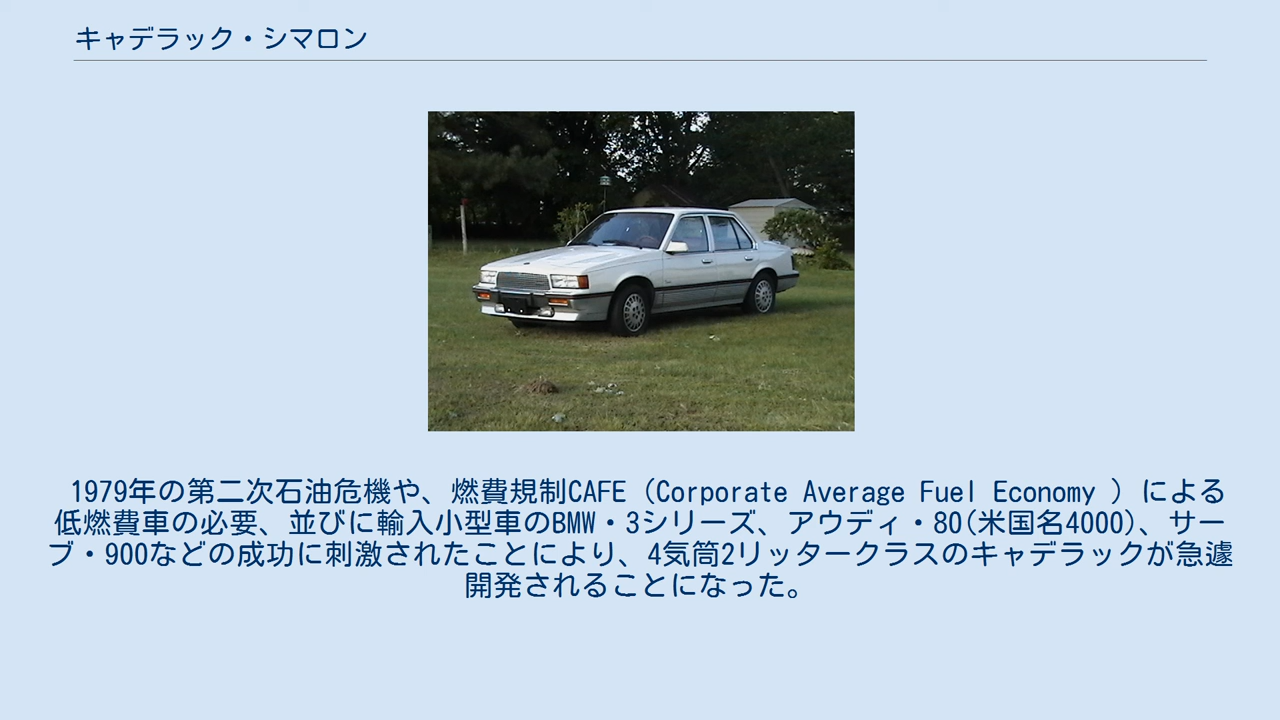 キャデラック・シマロン
1979年の第二次石油危機や、燃費規制CAFE（Corporate Average Fuel Economy ）による
低燃費車の必要、並びに輸入小型車のBMW・3シリーズ、アウディ・80(米国名4000)、サー
ブ・900などの成功に刺激されたことにより、4気筒2リッタークラスのキャデラックが急遽
開発されることになった。